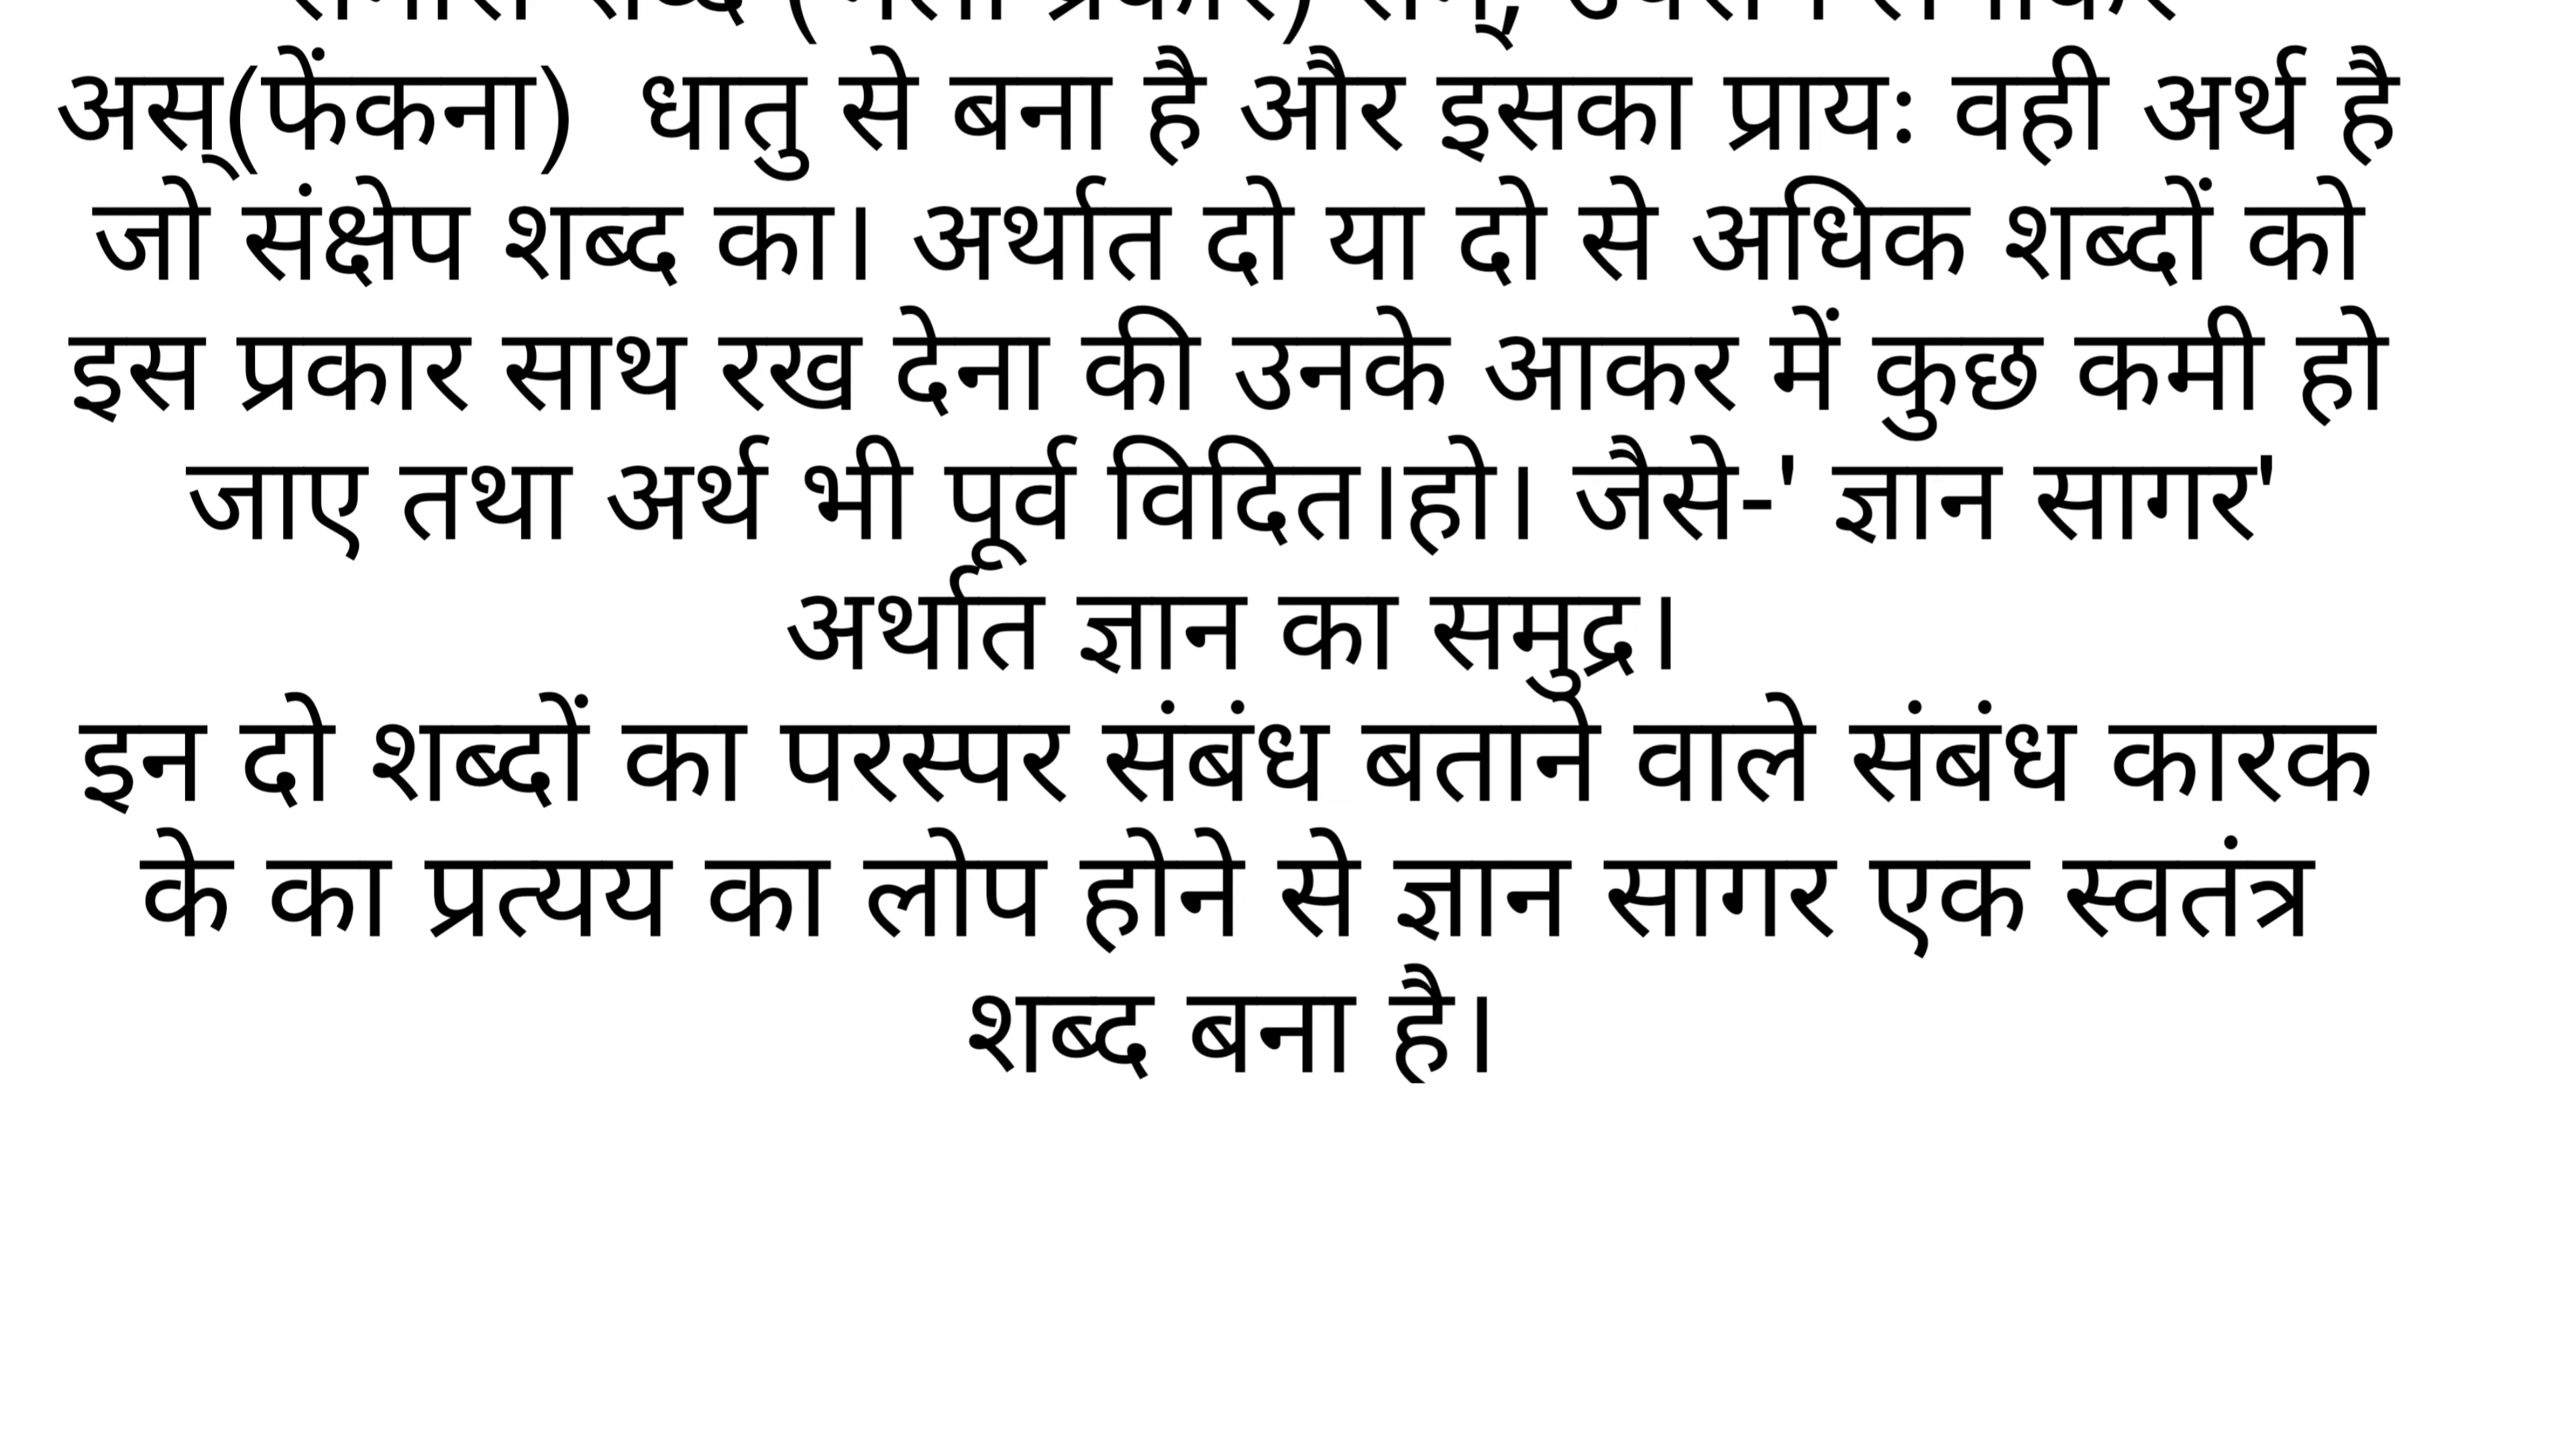 अस्(फेंकना)  धातु से बना है और इसका प्रायः वही अर्थ है
जो संक्षेप शब्द का। अर्थात दो या दो से अधिक शब्दों को
इस प्रकार साथ रख देना की उनके आकर में कुछ कमी हो
जाए तथा अर्थ भी पूर्व विदित।हो। जैसे-' ज्ञान सागर'
अर्थात ज्ञान का समुद्र।
इन दो शब्दों का परस्पर संबंध बताने वाले संबंध कारक
के का प्रत्यय का लोप होने से ज्ञान सागर एक स्वतंत्र
शब्द बना है।